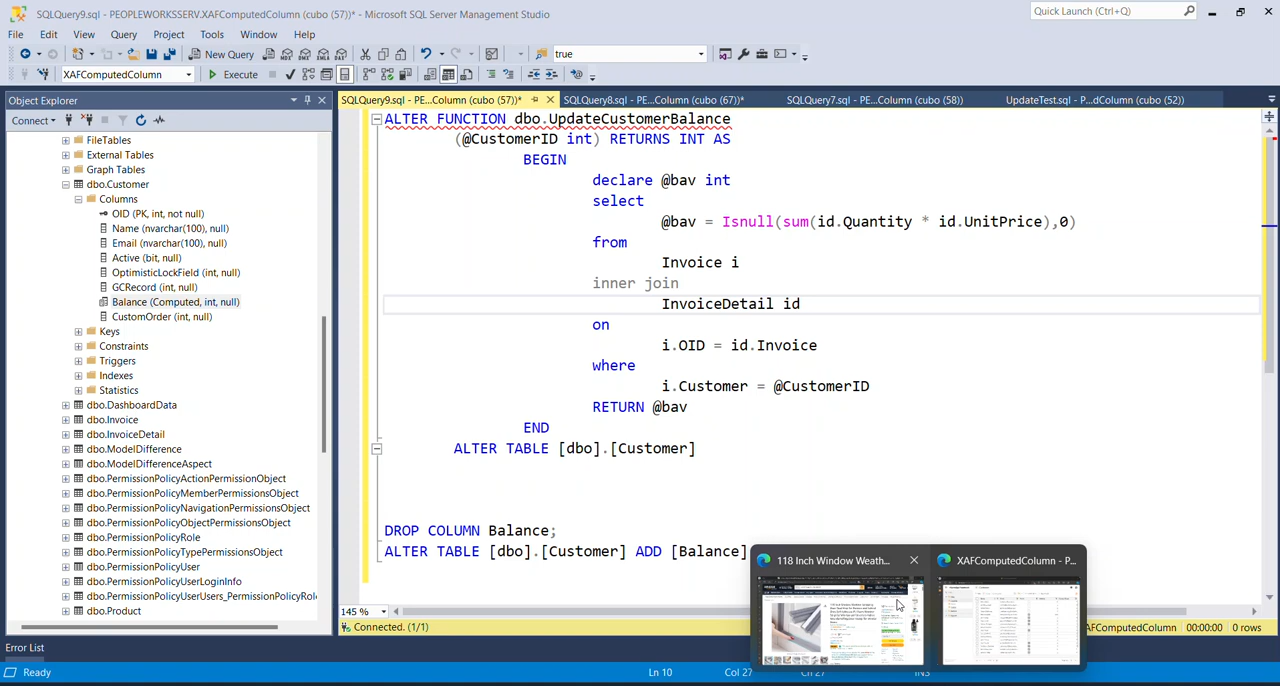 SQLQuery9.sql - PEOPLEWORKSSERV.XAFComputedColumn (cubo (57))* - Microsoft SQL Server Management Studio
Quick Launch (Ctrl+Q)
File Edit View Query Project Tools Window Help
New Query true
XAFComputedColumn Execute
Object Explorer
SQLQuery9.sql - PE...Column (cubo (57))* SQLQuery8.sql - PE...Column (cubo (67))* SQLQuery7.sql - PE...Column (cubo (58)) UpdateTest.sql - P...dColumn (cubo (52))
Connect
FileTables
External Tables
Graph Tables
dbo.Customer
Columns
OID (PK, int, not null)
Name (nvarchar(100), null)
Email (nvarchar(100), null)
Active (bit, null)
OptimisticLockField (int, null)
GCRecord (int, null)
Balance (Computed, int, null)
CustomOrder (int, null)
Keys
Constraints
Triggers
Indexes
Statistics
dbo.DashboardData
dbo.Invoice
dbo.InvoiceDetail
dbo.ModelDifference
dbo.ModelDifferenceAspect
dbo.PermissionPolicyActionPermissionObject
dbo.PermissionPolicyMemberPermissionsObject
dbo.PermissionPolicyNavigationPermissionObject
dbo.PermissionPolicyObjectPermissionsObject
dbo.PermissionPolicyRole
dbo.PermissionPolicyTypePermissionsObject
dbo.PermissionPolicyUser
dbo.PermissionPolicyUserLoginInfo
dbo.Product
ALTER FUNCTION dbo.UpdateCustomerBalance
(@CustomerID int) RETURNS INT AS
BEGIN
declare @bav int
select
@bav = Isnull(sum(id.Quantity * id.UnitPrice),0)
from
Invoice i
inner join
InvoiceDetail id
on
i.OID = id.Invoice
where
i.Customer = @CustomerID
RETURN @bav
END
ALTER TABLE [dbo].[Customer]
DROP COLUMN Balance;
ALTER TABLE [dbo].[Customer] ADD [Balance]
118 Inch Window Weath... XAFComputedColumn - P...
145 %
Connected. (1/1) AFComputedColumn 00:00:00 0 rows
Error List
Ready Ln 10 Col 27 Ch 27 INS